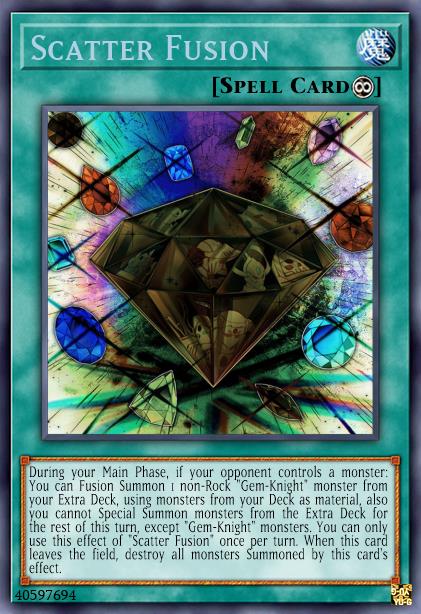 SCATTER FUSION
魔
[SPELL CARD]
During your Main Phase, if your opponent controls a monster:
You can Fusion Summon 1 non-Rock "Gem-Knight" monster from
your Extra Deck, using monsters from your Deck as material, also
you cannot Special Summon monsters from the Extra Deck for
the rest of this turn, except "Gem-Knight" monsters. You can only
use this effect of "Scatter Fusion" once per turn. When this card
leaves the field, destroy all monsters Summoned by this card's
effect.
40597694